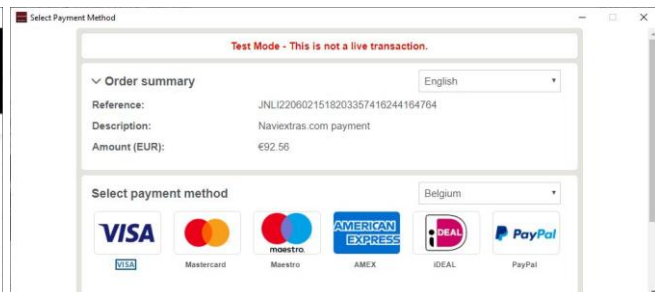 Select Payment Method
Test Mode - This is not a live transaction.
Order summary
English
Reference: JNLI22060215182033574162441647​64
Description: Naviextras.com payment
Amount (EUR): €92.56
Select payment method
Belgium
VISA
maestro.
AMERICAN
EXPRESS
iDEAL
PayPal
VISA Mastercard Maestro AMEX iDEAL PayPal